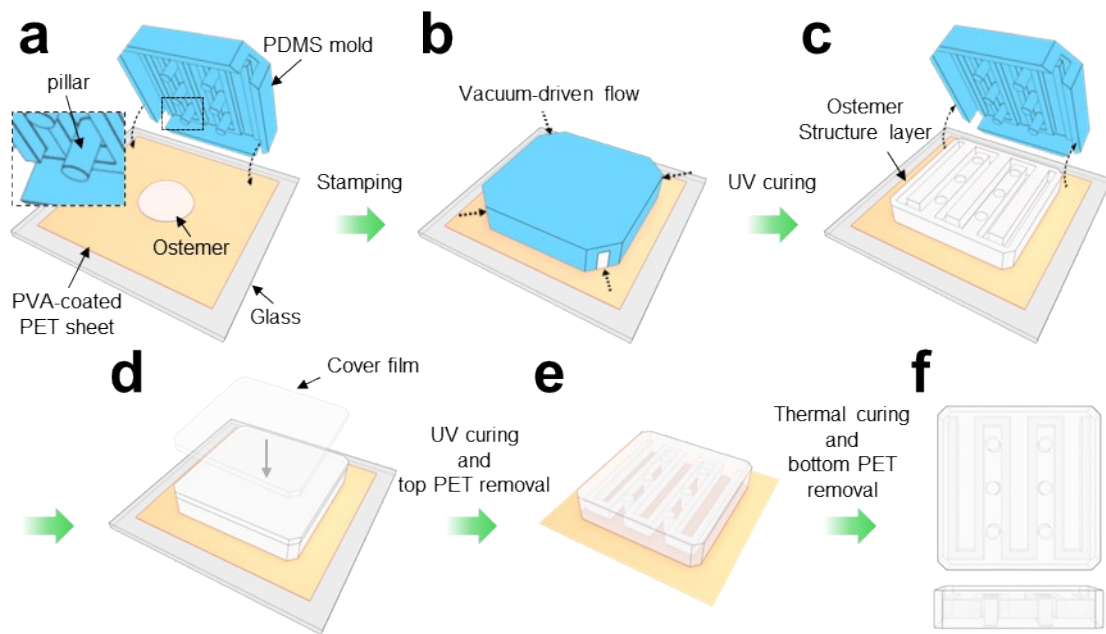 a
PDMS mold
pillar
Ostemer
PVA-coated
PET sheet
Glass
Stamping
b
Vacuum-driven flow
UV curing
c
Ostemer
Structure layer
d
Cover film
UV curing
and
top PET removal
e
Thermal curing
and
bottom PET
removal
f